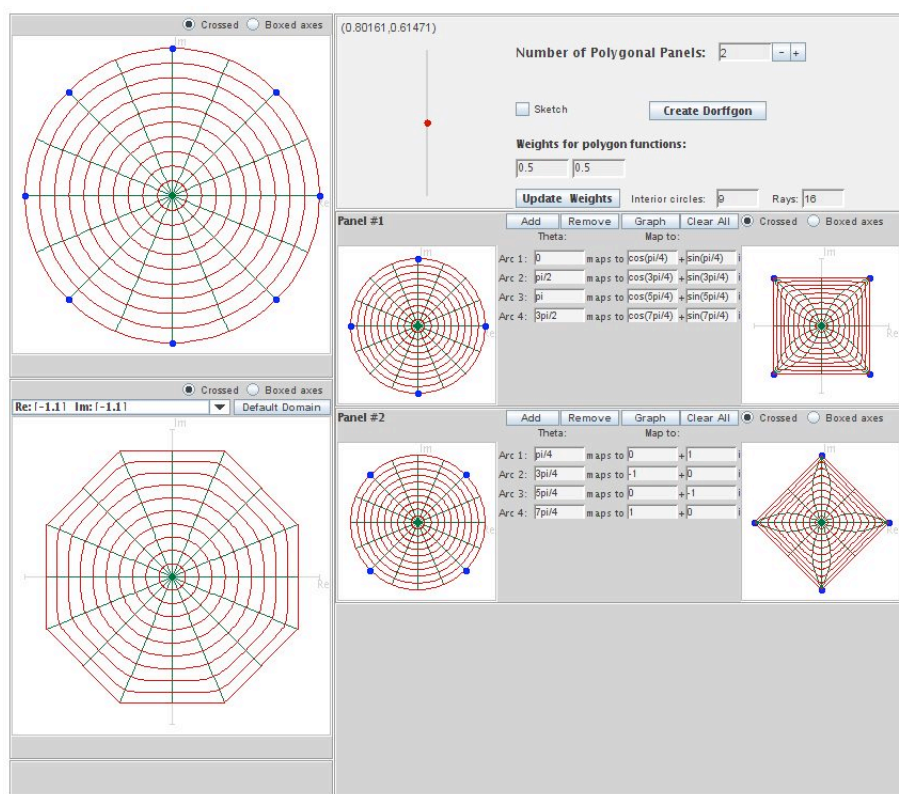 Crossed Boxed axes
Im
Re
(0.80161,0.61471)
Number of Polygonal Panels: 2 - +
Sketch Create Dorffgon
Weights for polygon functions:
0.5 0.5
Update Weights Interior circles: 9 Rays: 16
Panel #1 Add Remove Graph Clear All Crossed Boxed axes
Theta: Map to:
Arc 1: 0 maps to cos(pi/4) + sin(pi/4) i
Arc 2: pi/2 maps to cos(3pi/4) + sin(3pi/4) i
Arc 3: pi maps to cos(5pi/4) + sin(5pi/4) i
Arc 4: 3pi/2 maps to cos(7pi/4) + sin(7pi/4) i
Im
Re
Im
Re
Crossed Boxed axes
Re: [-1,1] Im: [-1,1] Default Domain
Im
Re
Panel #2 Add Remove Graph Clear All Crossed Boxed axes
Theta: Map to:
Arc 1: pi/4 maps to 0 + 1 i
Arc 2: 3pi/4 maps to -1 + 0 i
Arc 3: 5pi/4 maps to 0 + -1 i
Arc 4: 7pi/4 maps to 1 + 0 i
Im
Re
Im
Re